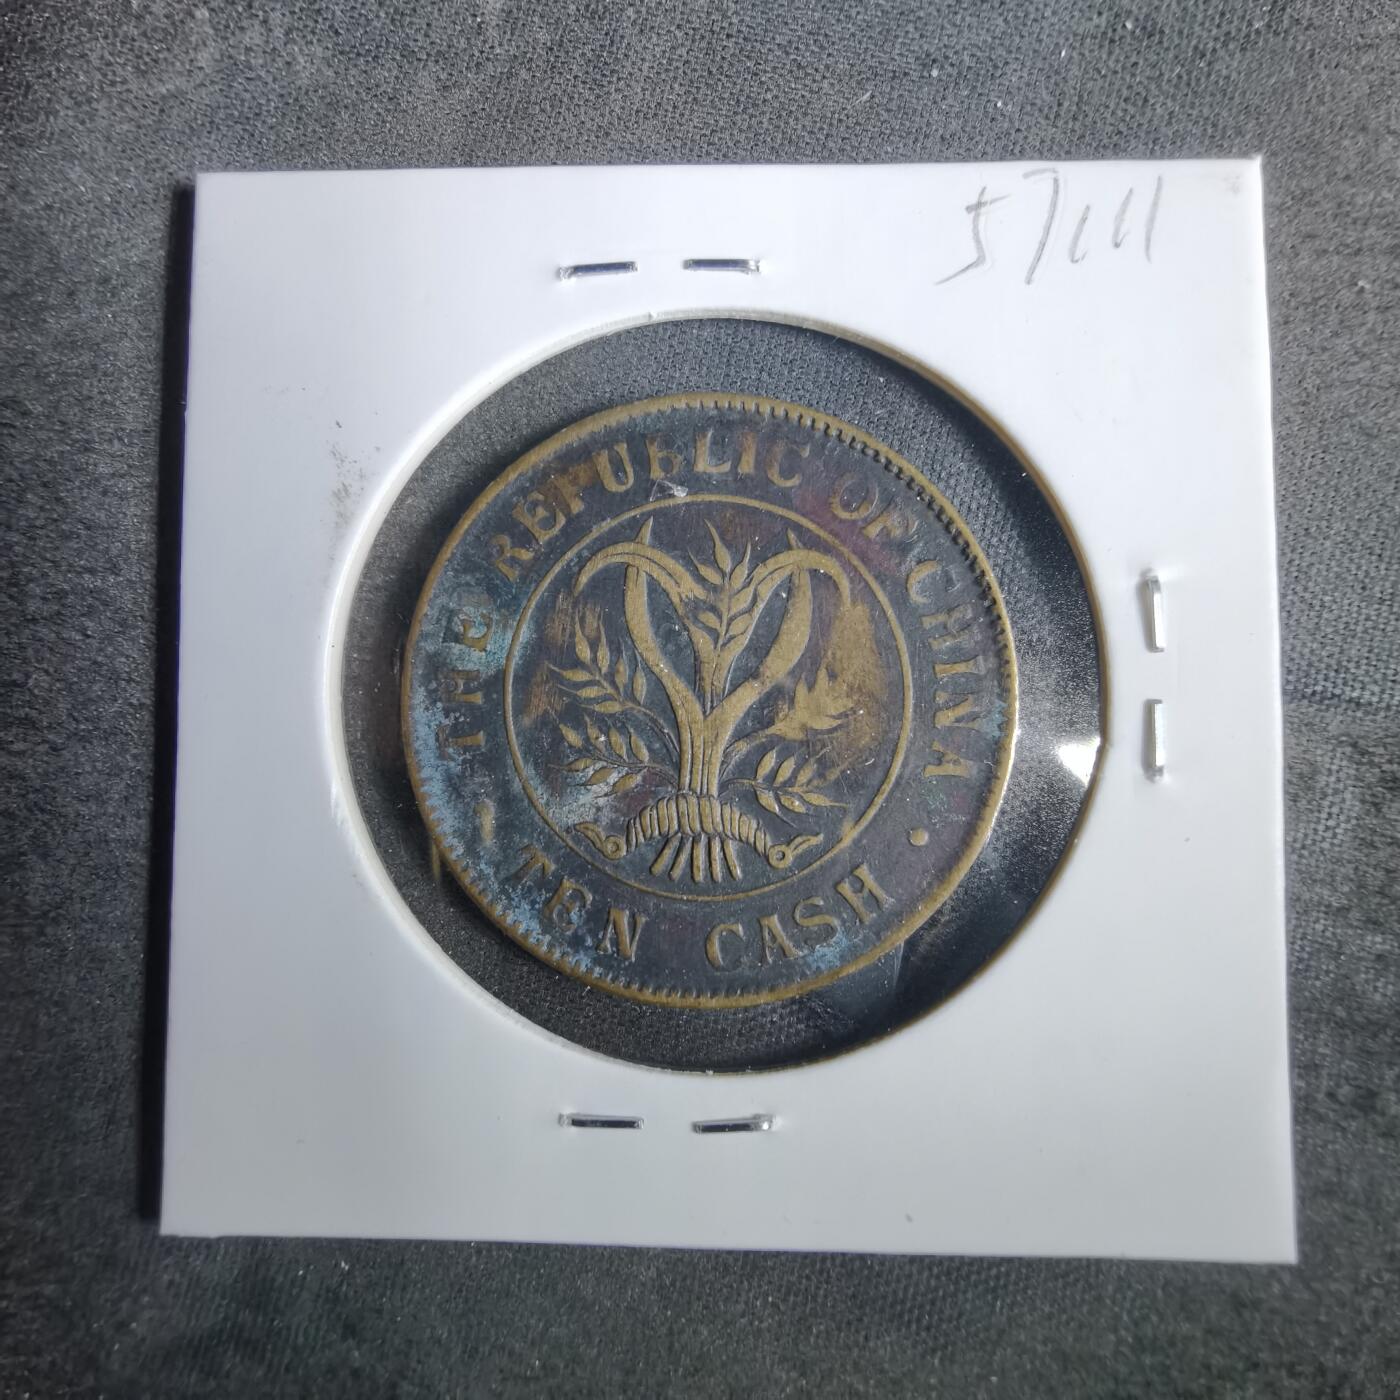 THE REPUBLIC OF CHINA
TEN CASH